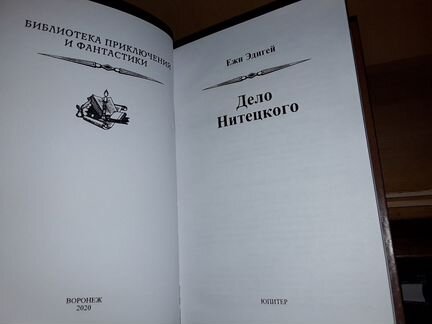 БИБЛИОТЕКА ПРИКЛЮЧЕНИЙ
И ФАНТАСТИКИ
ВОРОНЕЖ
2020
Ежи Эдигей
Дело
Нитецкого
ЮПИТЕР